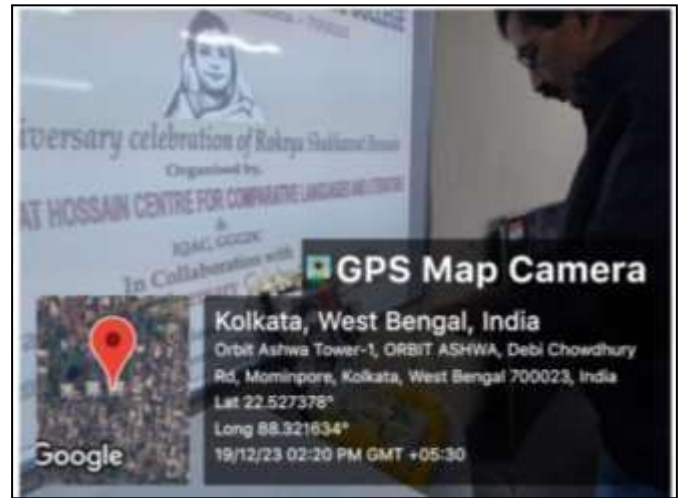 COLLEGE
iversary celebration of Rokeya Sakhawat Hossain
Organised by,
AT HOSSAIN CENTRE FOR COMPARATIVE LANGUAGES AND LITERATURE
&
IQAC, GGGDC
In Collaboration with
GPS Map Camera
Kolkata, West Bengal, India
Orbit Ashwa Tower-1, ORBIT ASHWA, Debi Chowdhury
Rd, Mominpore, Kolkata, West Bengal 700023, India
Lat 22.527378°
Long 88.321634°
19/12/23 02:20 PM GMT +05:30
Google